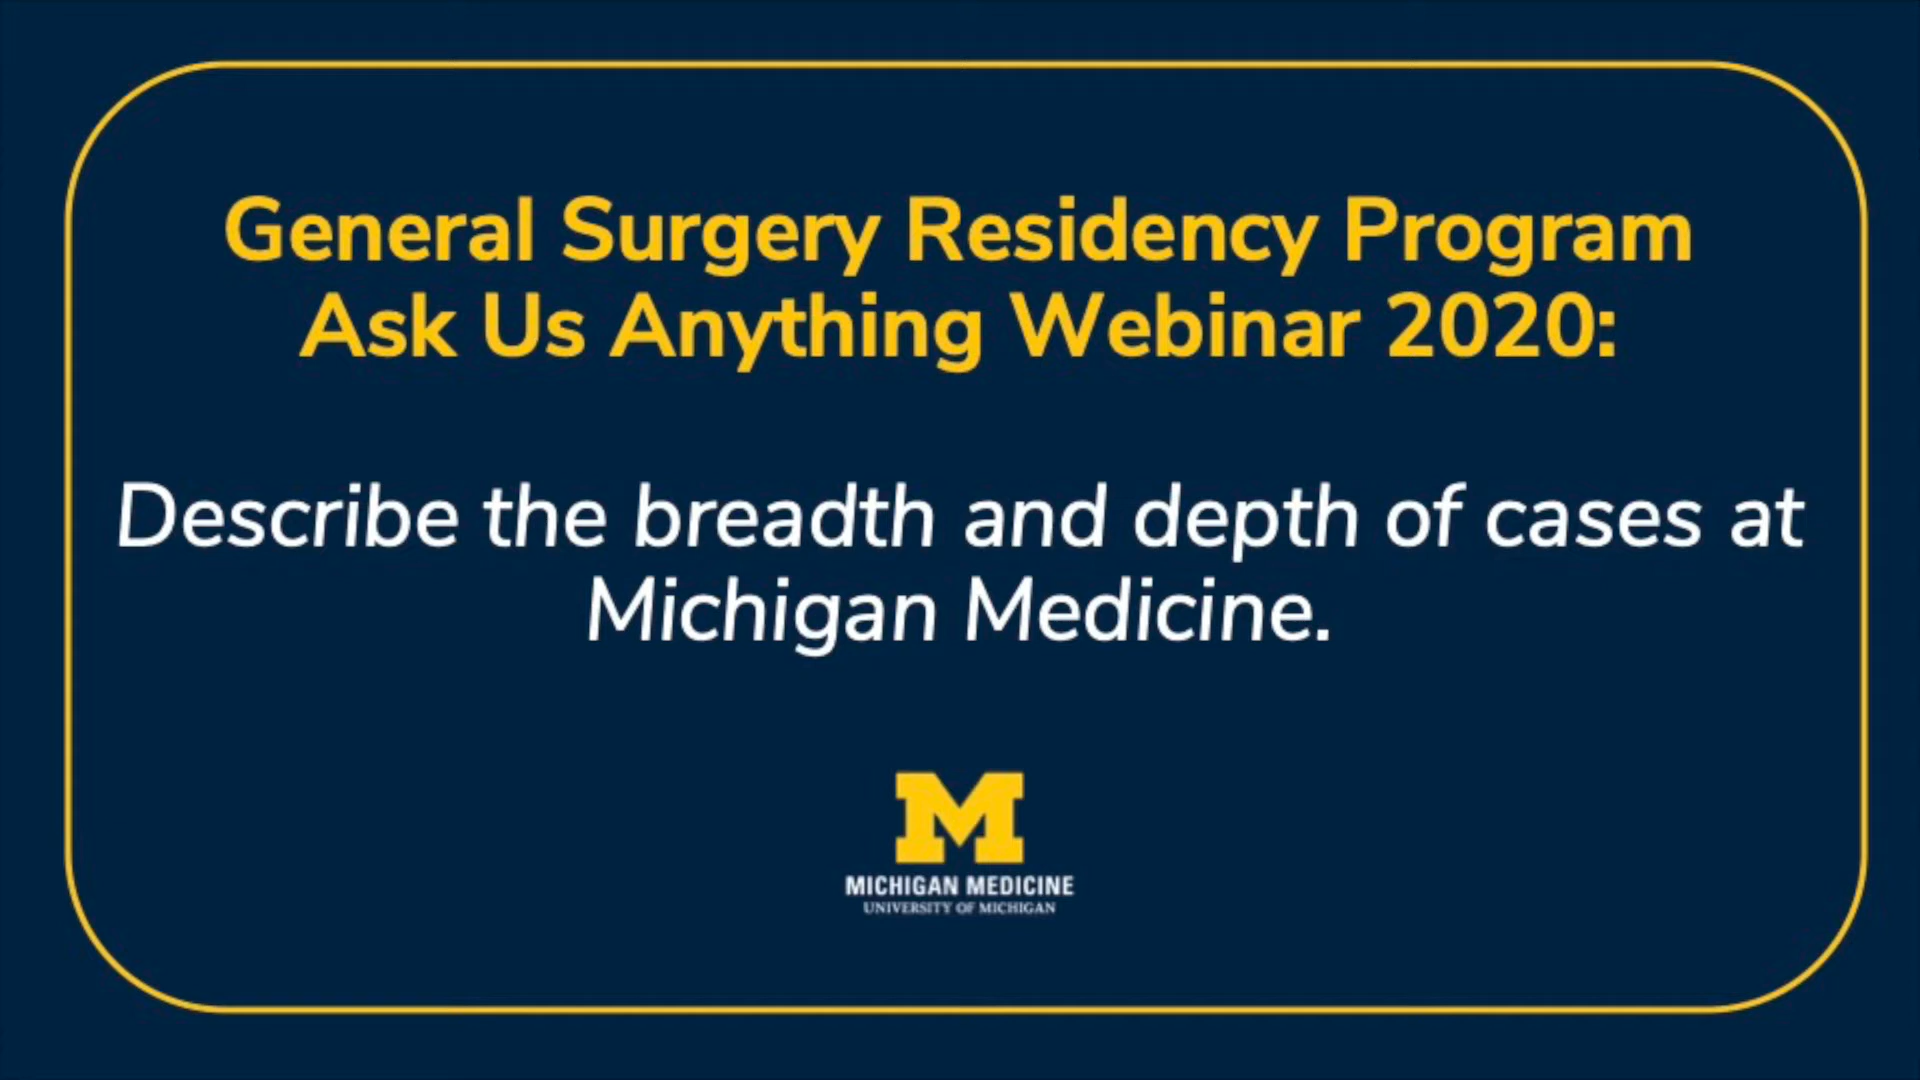 General Surgery Residency Program
Ask Us Anything Webinar 2020:
Describe the breadth and depth of cases at
Michigan Medicine.
M
MICHIGAN MEDICINE
UNIVERSITY OF MICHIGAN